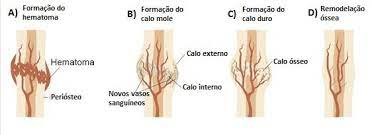 A) Formação do
hematoma
Hematoma
Periósteo
B) Formação do
calo mole
Calo externo
Calo interno
Novos vasos
sanguíneos
C) Formação do
calo duro
Calo ósseo
D) Remodelação
óssea